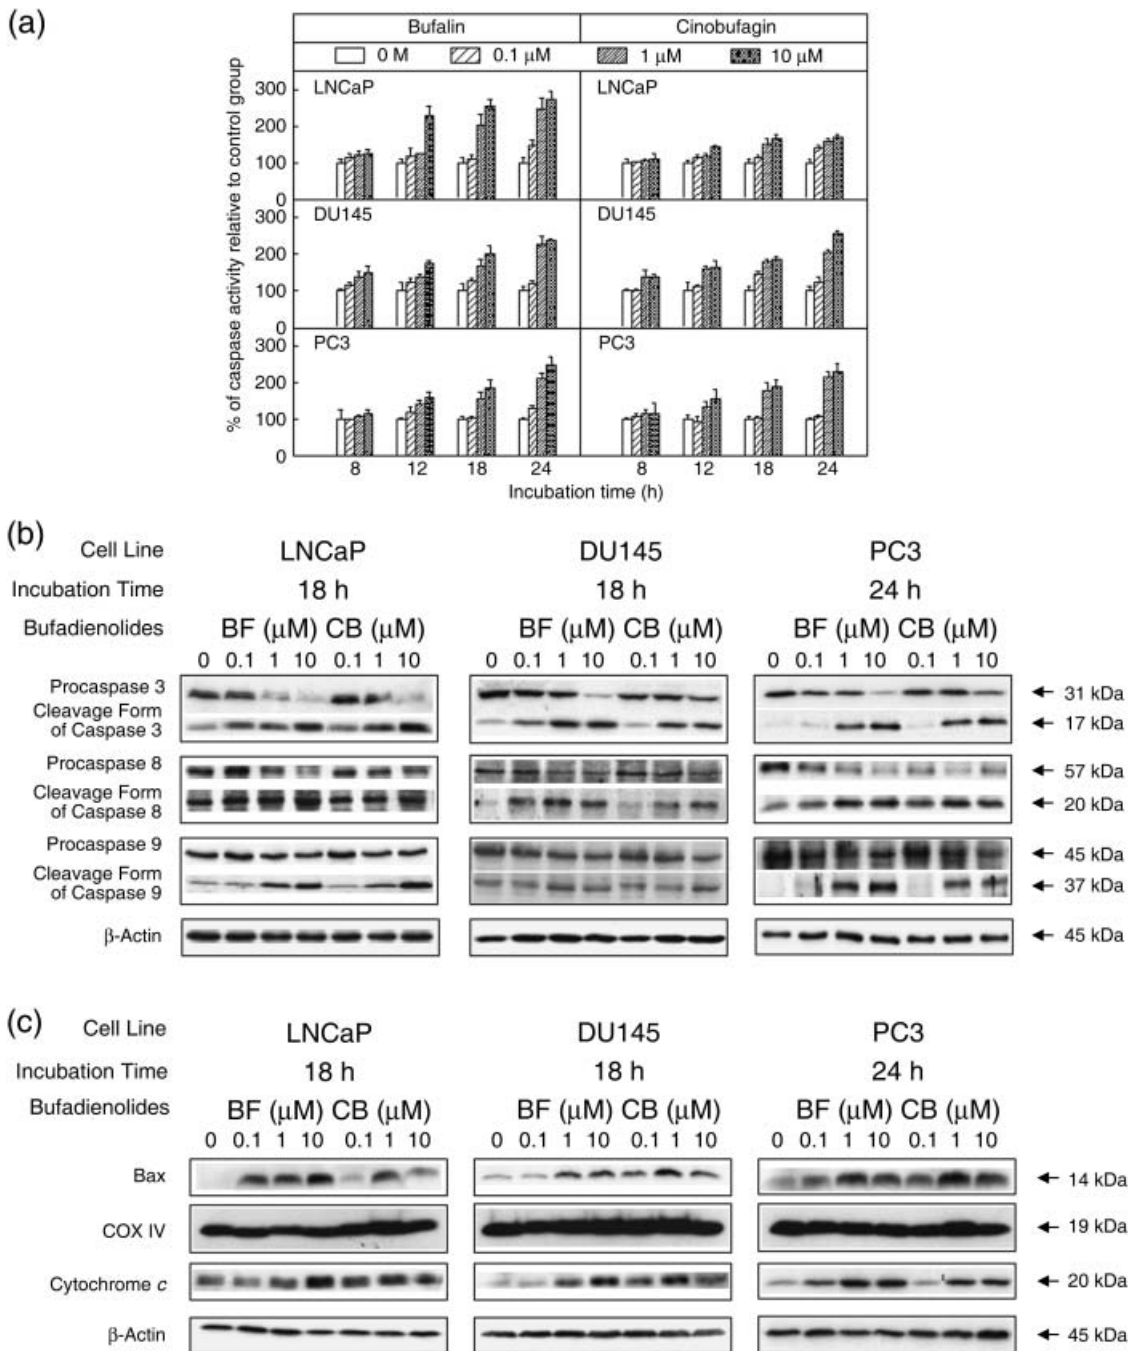 (a)
Bufalin Cinobufagin
0 M 0.1 μM 1 μM 10 μM
% of caspase activity relative to control group
LNCaP LNCaP
300
200
100
0
DU145 DU145
300
200
100
0
PC3 PC3
300
200
100
0
8 12 18 24 8 12 18 24
Incubation time (h)
(b)
Cell Line LNCaP DU145 PC3
Incubation Time 18 h 18 h 24 h
Bufadienolides BF (μM) CB (μM) BF (μM) CB (μM) BF (μM) CB (μM)
0 0.1 1 10 0.1 1 10 0 0.1 1 10 0.1 1 10 0 0.1 1 10 0.1 1 10
Procaspase 3 ← 31 kDa
Cleavage Form
of Caspase 3 ← 17 kDa
Procaspase 8 ← 57 kDa
Cleavage Form
of Caspase 8 ← 20 kDa
Procaspase 9 ← 45 kDa
Cleavage Form
of Caspase 9 ← 37 kDa
β-Actin ← 45 kDa
(c)
Cell Line LNCaP DU145 PC3
Incubation Time 18 h 18 h 24 h
Bufadienolides BF (μM) CB (μM) BF (μM) CB (μM) BF (μM) CB (μM)
0 0.1 1 10 0.1 1 10 0 0.1 1 10 0.1 1 10 0 0.1 1 10 0.1 1 10
Bax ← 14 kDa
COX IV ← 19 kDa
Cytochrome c ← 20 kDa
β-Actin ← 45 kDa